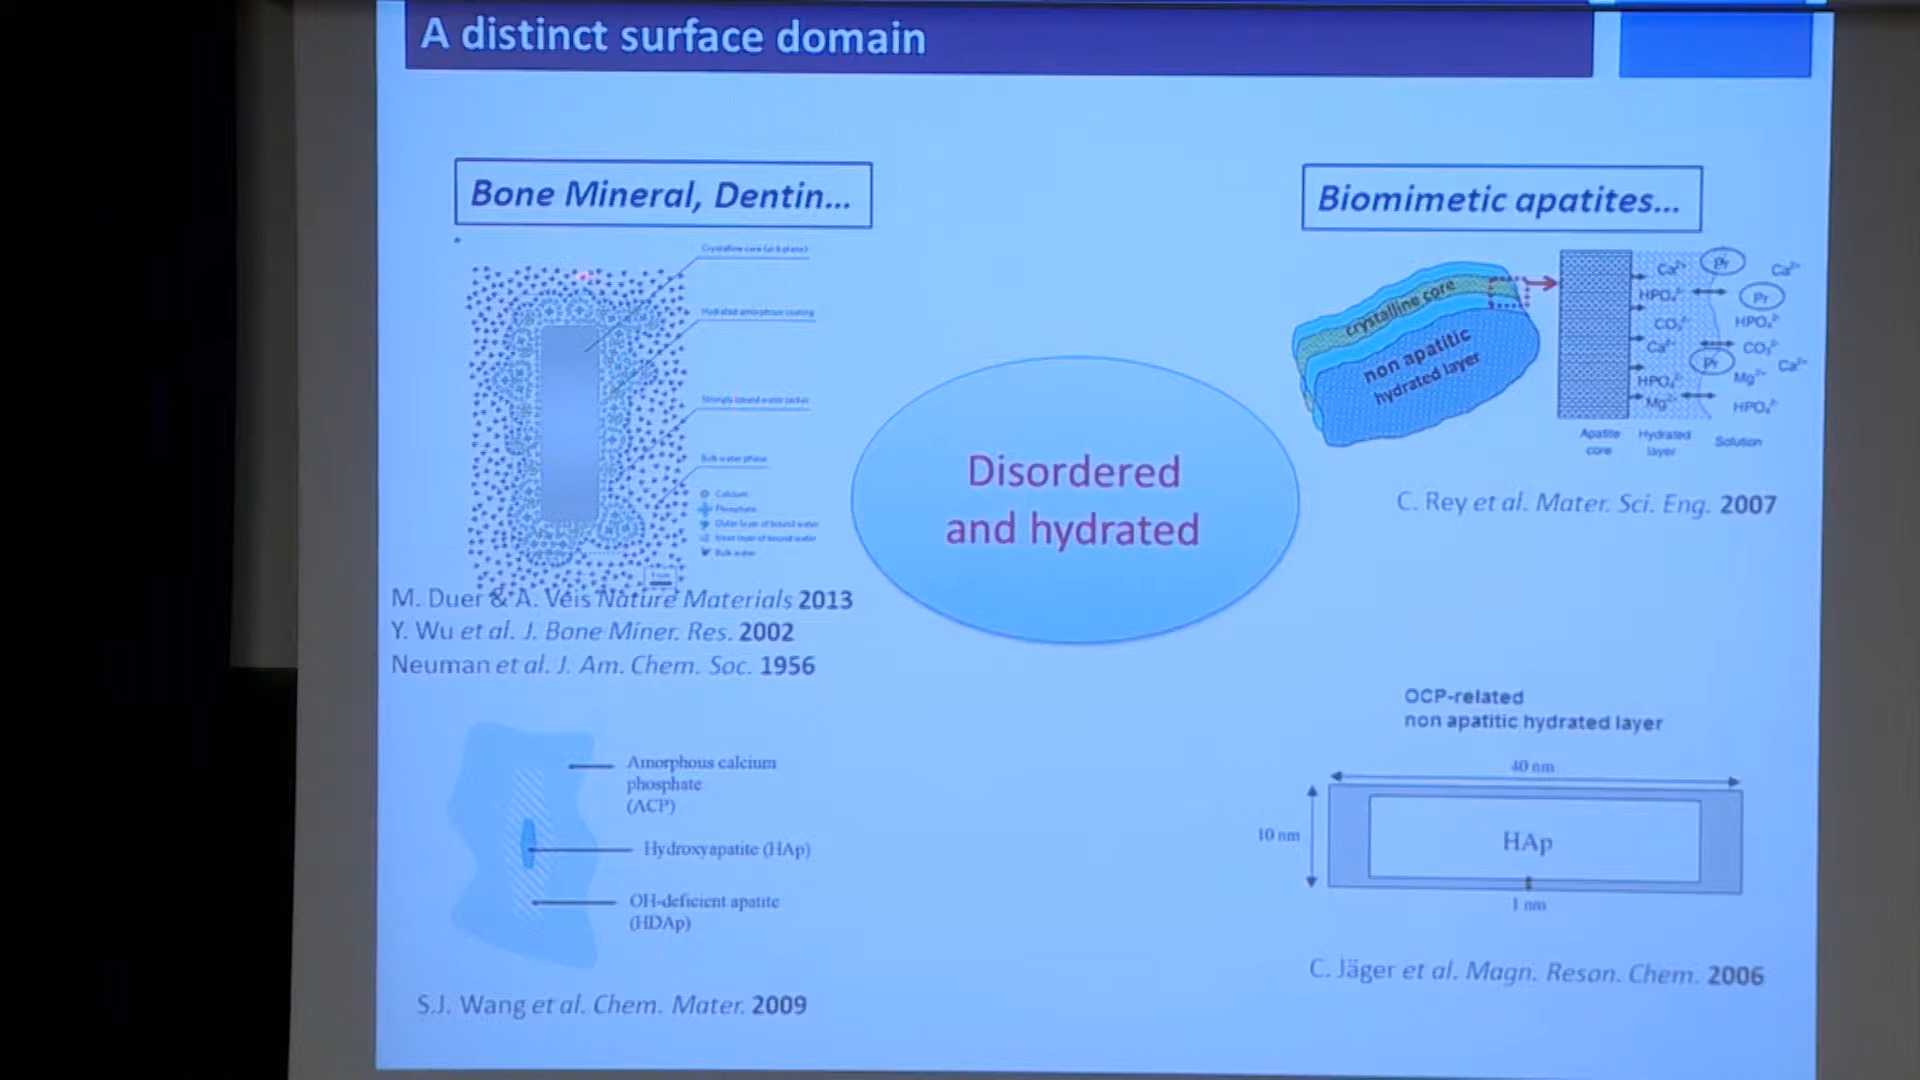 A distinct surface domain
Bone Mineral, Dentin...
Crystalline core (a-b plane)
Hydrated amorphous coating
Strongly bound water jacket
Bulk water phase
Calcium
Phosphate
Outer layer of bound water
Inner layer of bound water
Bulk water
1 nm
M. Duer & A. Veis Nature Materials 2013
Y. Wu et al. J. Bone Miner. Res. 2002
Neuman et al. J. Am. Chem. Soc. 1956
Amorphous calcium
phosphate
(ACP)
Hydroxyapatite (HAp)
OH-deficient apatite
(HDAp)
S.J. Wang et al. Chem. Mater. 2009
Disordered
and hydrated
Biomimetic apatites...
crystalline core
non apatitic
hydrated layer
Ca²⁺ Pr Ca²⁺
HPO₄²⁻ Pr
CO₃²⁻ HPO₄²⁻
Ca²⁺ CO₃²⁻
Pr Ca²⁺
HPO₄²⁻ Mg²⁺
Mg²⁺ HPO₄²⁻
Apatite Hydrated Solution
core layer
C. Rey et al. Mater. Sci. Eng. 2007
OCP-related
non apatitic hydrated layer
40 nm
10 nm
HAp
1 nm
C. Jäger et al. Magn. Reson. Chem. 2006